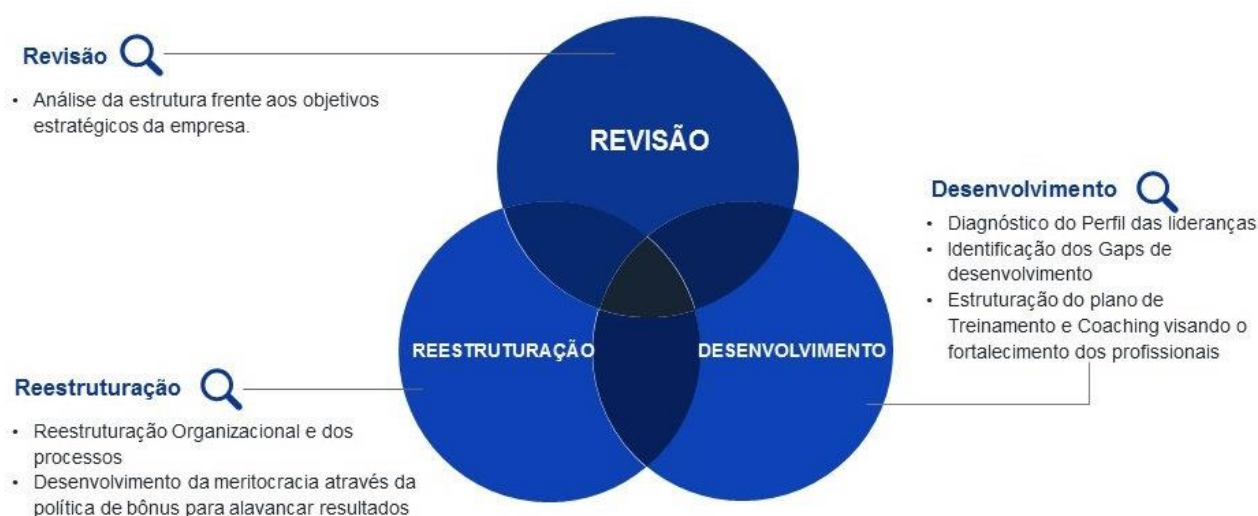 Revisão
• Análise da estrutura frente aos objetivos
estratégicos da empresa.
REVISÃO
Desenvolvimento
• Diagnóstico do Perfil das lideranças
• Identificação dos Gaps de
desenvolvimento
• Estruturação do plano de
Treinamento e Coaching visando o
fortalecimento dos profissionais
REESTRUTURAÇÃO
DESENVOLVIMENTO
Reestruturação
• Reestruturação Organizacional e dos
processos
• Desenvolvimento da meritocracia através da
política de bônus para alavancar resultados